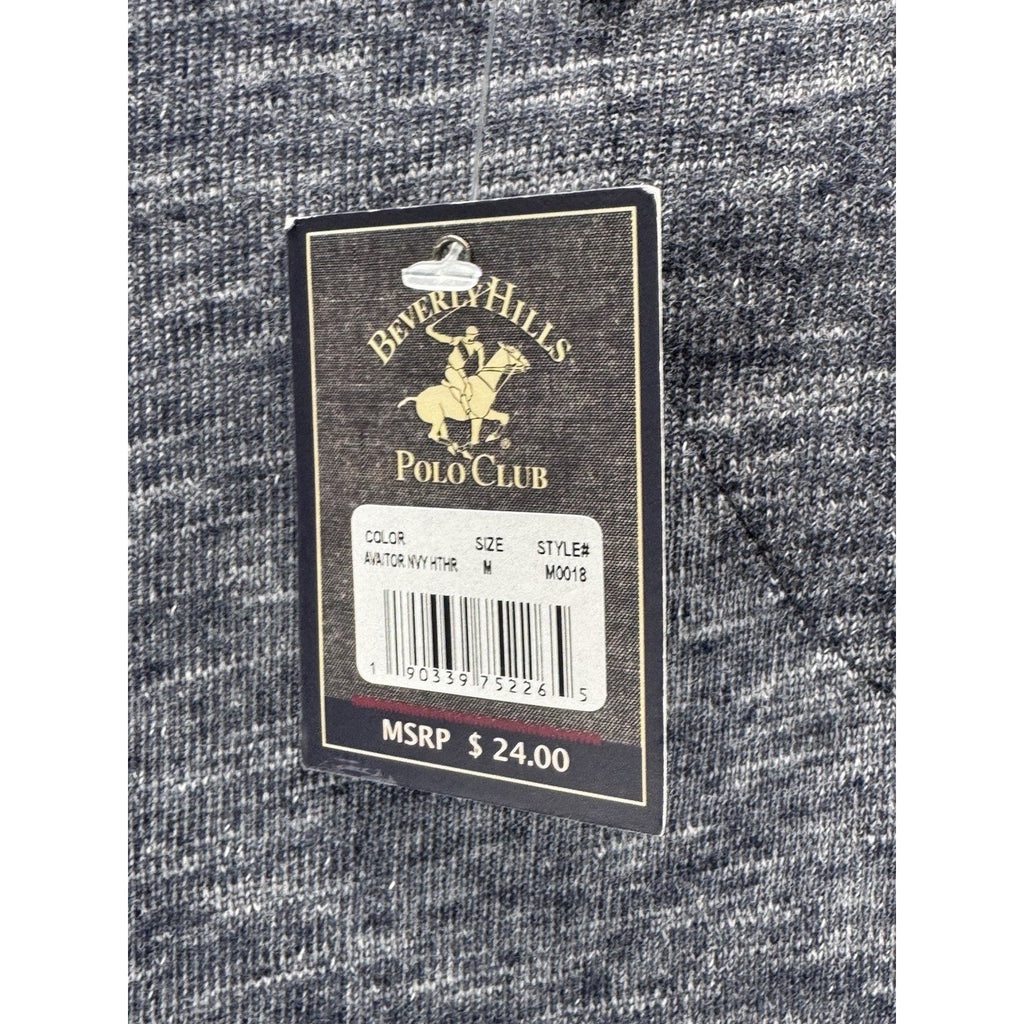 BEVERLY HILLS
®
POLO CLUB
COLOR SIZE STYLE#
AVAITOR NVY HTHR M M0018
1 90339 75226 5
MSRP $ 24.00